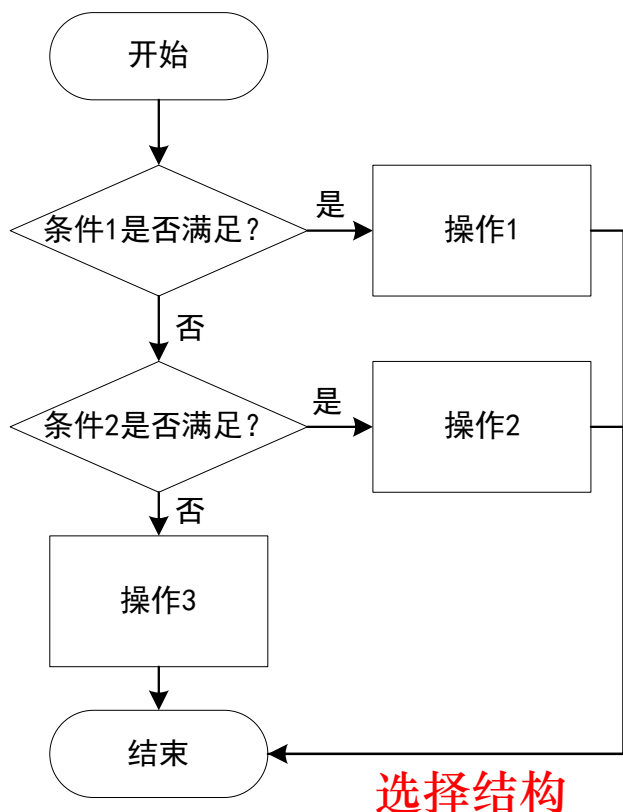 开始
条件1是否满足？
是
操作1
否
条件2是否满足？
是
操作2
否
操作3
结束
选择结构